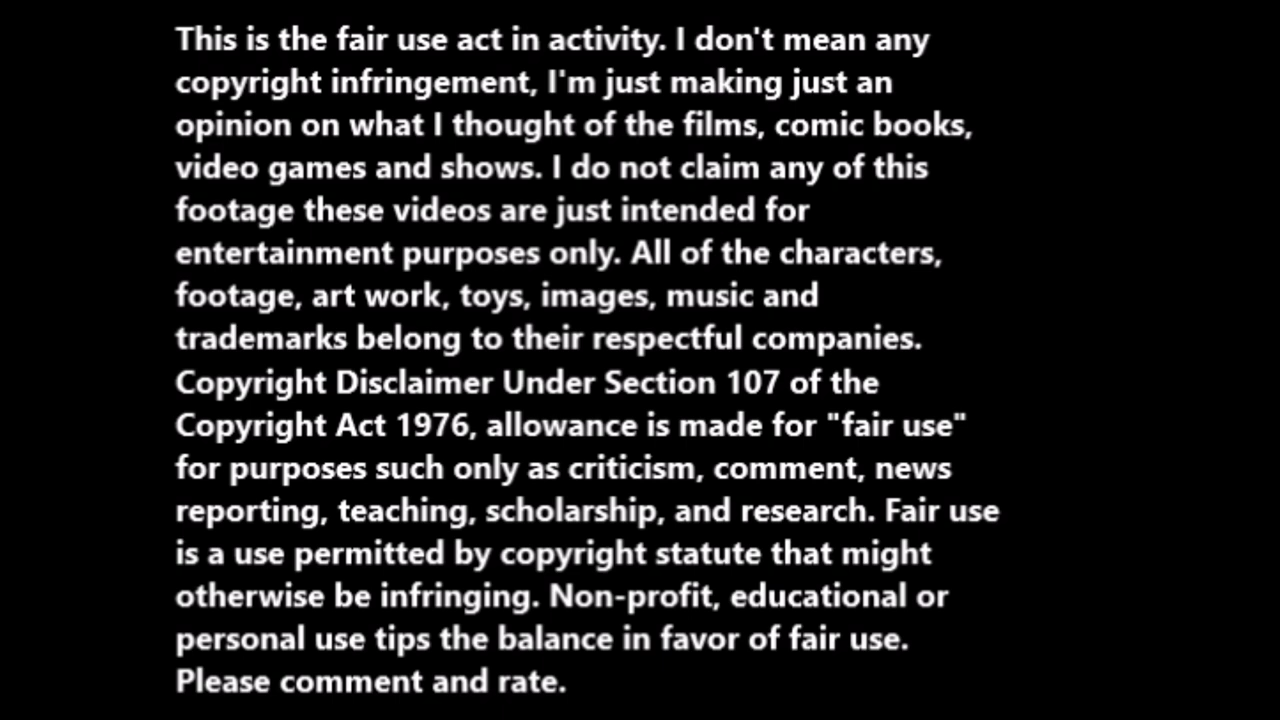 This is the fair use act in activity. I don't mean any
copyright infringement, I'm just making just an
opinion on what I thought of the films, comic books,
video games and shows. I do not claim any of this
footage these videos are just intended for
entertainment purposes only. All of the characters,
footage, art work, toys, images, music and
trademarks belong to their respectful companies.
Copyright Disclaimer Under Section 107 of the
Copyright Act 1976, allowance is made for "fair use"
for purposes such only as criticism, comment, news
reporting, teaching, scholarship, and research. Fair use
is a use permitted by copyright statute that might
otherwise be infringing. Non-profit, educational or
personal use tips the balance in favor of fair use.
Please comment and rate.